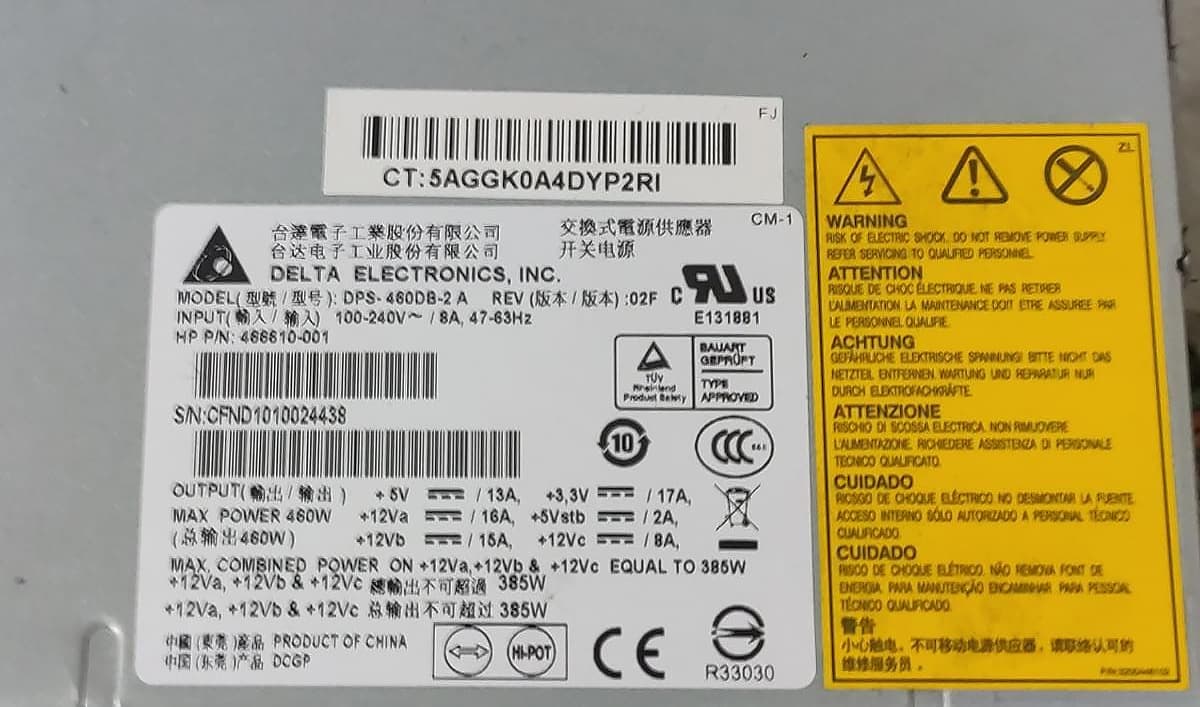 FJ
CT:5AGGK0A4DYP2RI
CM-1
台達電子工業股份有限公司
台达电子工业股份有限公司
交換式電源供應器
开关电源
DELTA ELECTRONICS, INC.
MODEL(型號/型号): DPS-460DB-2 A REV (版本/版本) :02F
INPUT(輸入/输入) 100-240V~ / 8A, 47-63Hz
HP P/N: 466610-001
C UR US
E131881
TÜV
Rheinland
Product Safety
BAUART
GEPRÜFT
TYPE
APPROVED
S/N:CFND1010024438
10
CCC
OUTPUT(輸出/输出) +5V / 13A, +3,3V / 17A,
MAX POWER 460W +12Va / 16A, +5Vstb / 2A,
(总输出460W) +12Vb / 15A, +12Vc / 8A,
MAX. COMBINED POWER ON +12Va,+12Vb & +12Vc EQUAL TO 385W
+12Va, +12Vb & +12Vc 總輸出不可超過 385W
+12Va, +12Vb & +12Vc 总输出不可超过 385W
中國(東莞)產品 PRODUCT OF CHINA
中国(东莞)产品 DCGP
HI-POT
CE
R33030
ZL
WARNING
RISK OF ELECTRIC SHOCK. DO NOT REMOVE POWER SUPPLY.
REFER SERVICING TO QUALIFIED PERSONNEL.
ATTENTION
RISQUE DE CHOC ÉLECTRIQUE. NE PAS RETIRER
L'ALIMENTATION. LA MAINTENANCE DOIT ETRE ASSUREE PAR
LE PERSONNEL QUALIFIE.
ACHTUNG
GEFÄHRLICHE ELEKTRISCHE SPANNUNG! BITTE NICHT DAS
NETZTEIL ENTFERNEN. WARTUNG UND REPARATUR NUR
DURCH ELEKTROFACHKRÄFTE.
ATTENZIONE
RISCHIO DI SCOSSA ELECTRICA. NON RIMUOVERE
L'ALIMENTAZIONE. RICHIEDERE ASSISTENZA DI PERSONALE
TECNICO QUALIFICATO.
CUIDADO
RIOSGO DE CHOQUE ELÉCTRICO NO DESMONTAR LA FUENTE.
ACCESO INTERNO SÓLO AUTORIZADO A PERSONAL TÉCNICO
CUALIFICADO.
CUIDADO
RISCO DE CHOQUE ELÉTRICO. NÃO REMOVA FONT DE
ENERGIA. PARA MANUTENÇÃO ENCAMINHAR PARA PESSOAL
TÉCNICO QUALIFICADO.
警告
小心触电。不可移动电源供应器。请联络认可的
维修服务员。